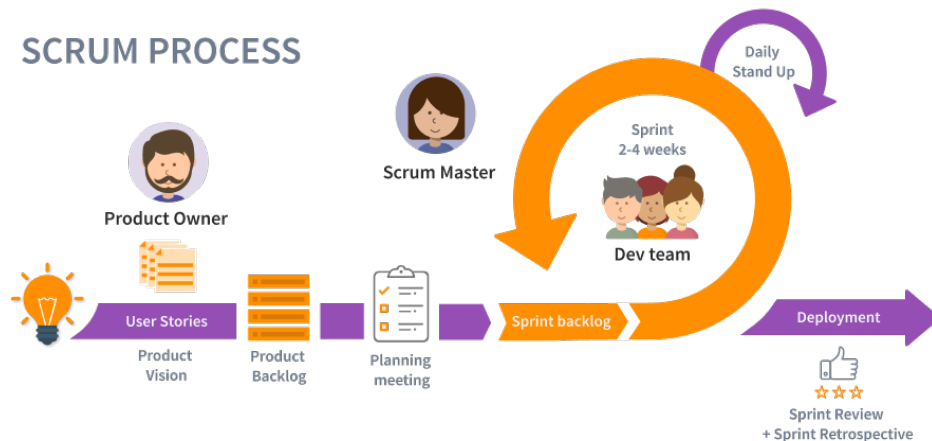 SCRUM PROCESS
Daily
Stand Up
Sprint
2-4 weeks
Scrum Master
Product Owner
Dev team
User Stories
Sprint backlog
Deployment
Product
Vision
Product
Backlog
Planning
meeting
Sprint Review
+ Sprint Retrospective